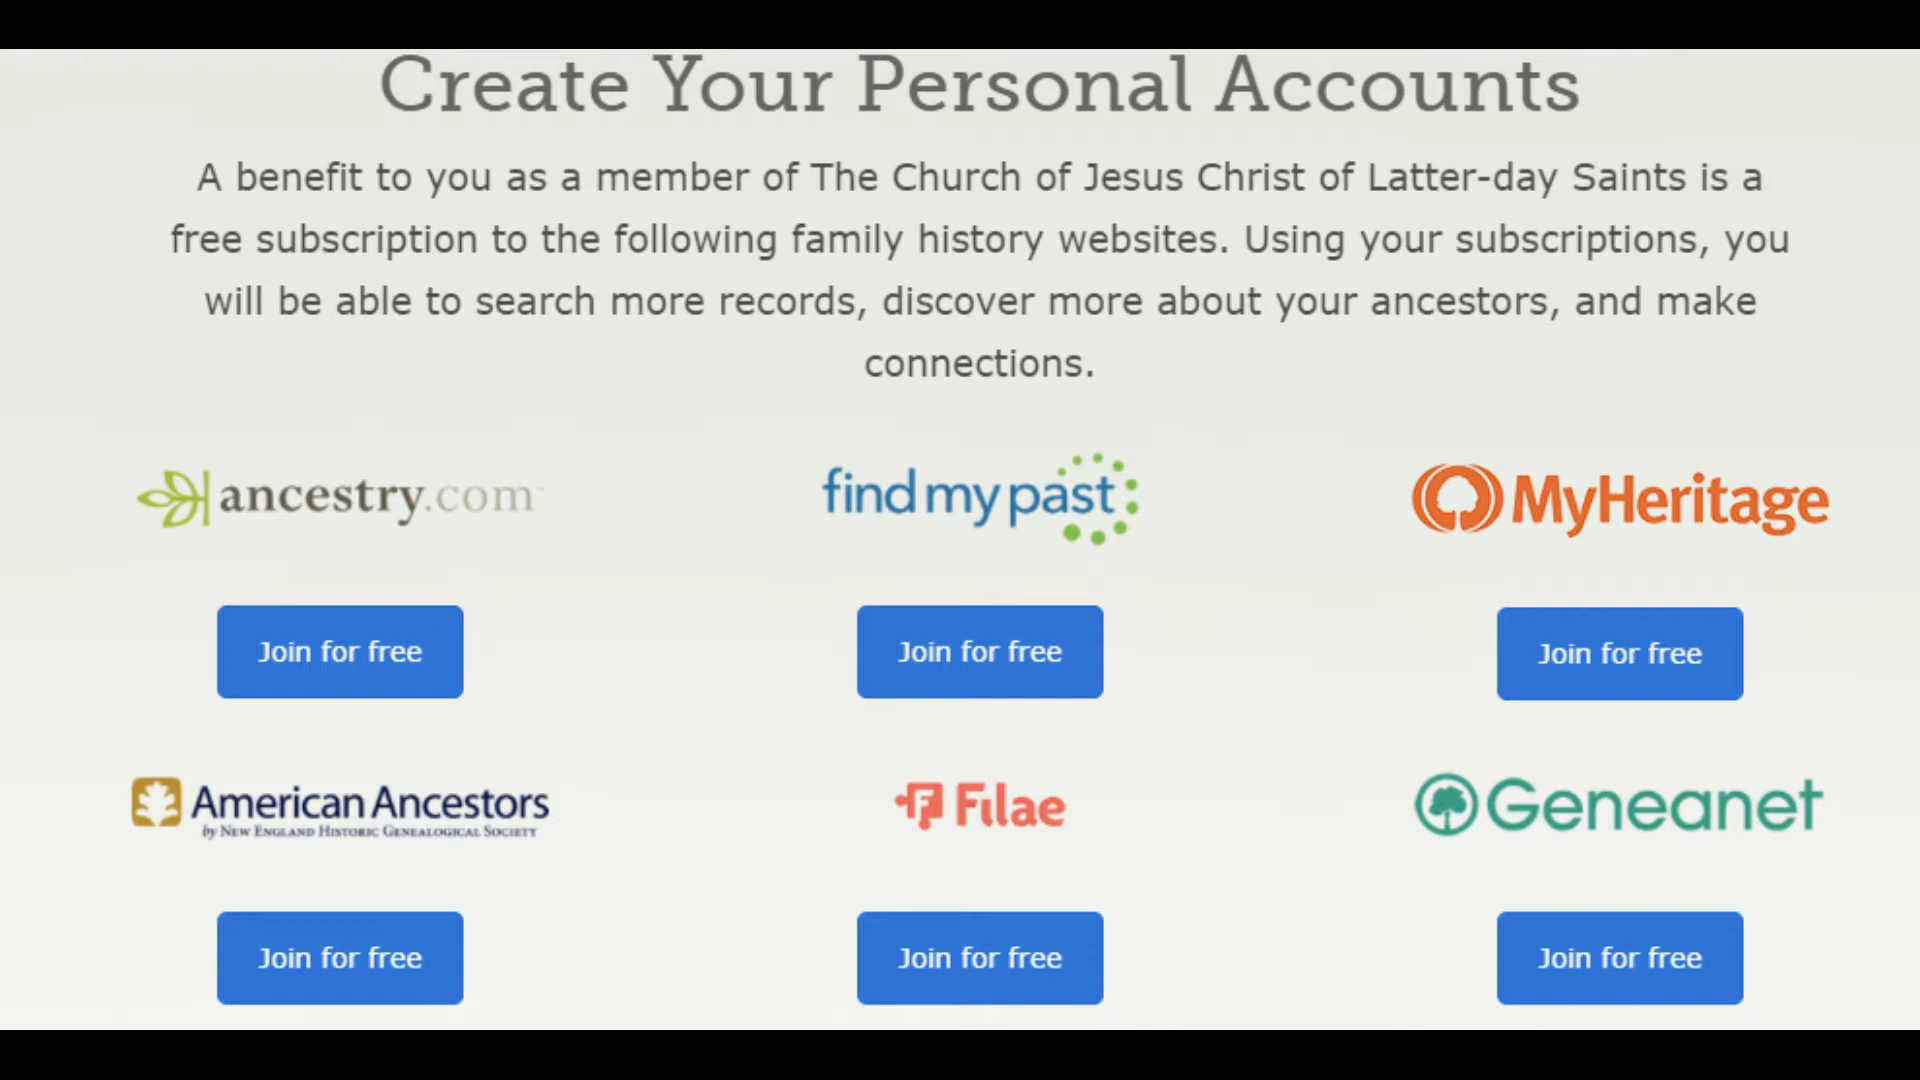 Create Your Personal Accounts
A benefit to you as a member of The Church of Jesus Christ of Latter-day Saints is a
free subscription to the following family history websites. Using your subscriptions, you
will be able to search more records, discover more about your ancestors, and make
connections.
ancestry.com
findmypast
MyHeritage
Join for free
Join for free
Join for free
American Ancestors
by NEW ENGLAND HISTORIC GENEALOGICAL SOCIETY
Filae
Geneanet
Join for free
Join for free
Join for free